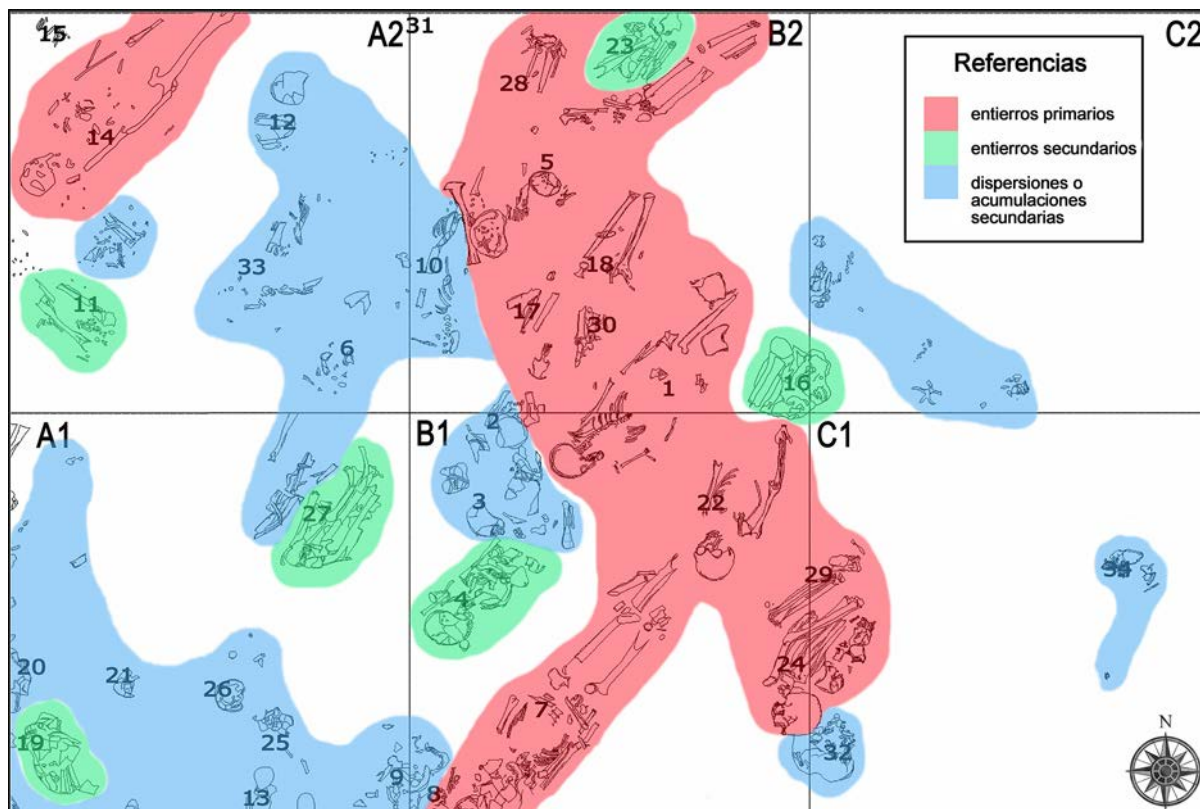 15
A2
31
B2
C2
23
28
14
12
5
Referencias
entierros primarios
entierros secundarios
dispersiones o
acumulaciones
secundarias
33
10
18
11
17
30
6
1
16
A1
B1
2
C1
27
3
22
4
29
34
20
21
26
24
7
19
25
9
8
13
32
N